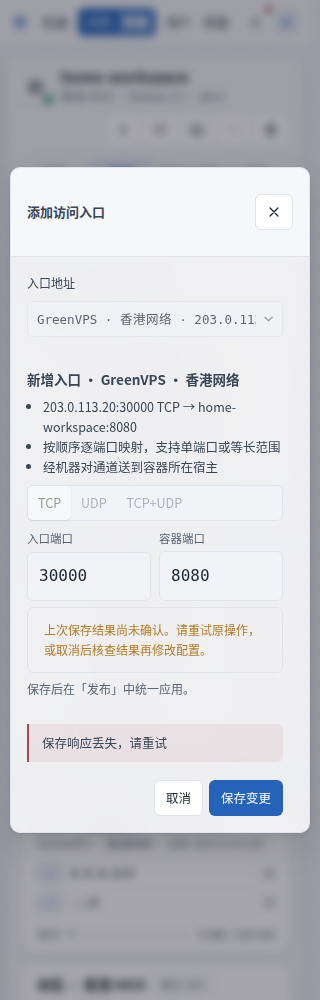 添加访问入口
入口地址
GreenVPS · 香港网络 · 203.0.113
新增入口 · GreenVPS · 香港网络
203.0.113.20:30000 TCP → home-
workspace:8080
按顺序逐端口映射，支持单端口或等长范围
经机器对通道送到容器所在宿主
TCP UDP TCP+UDP
入口端口 容器端口
30000 8080
上次保存结果尚未确认。请重试原操作，
或取消后核查结果再修改配置。
保存后在「发布」中统一应用。
保存响应丢失，请重试
取消 保存变更